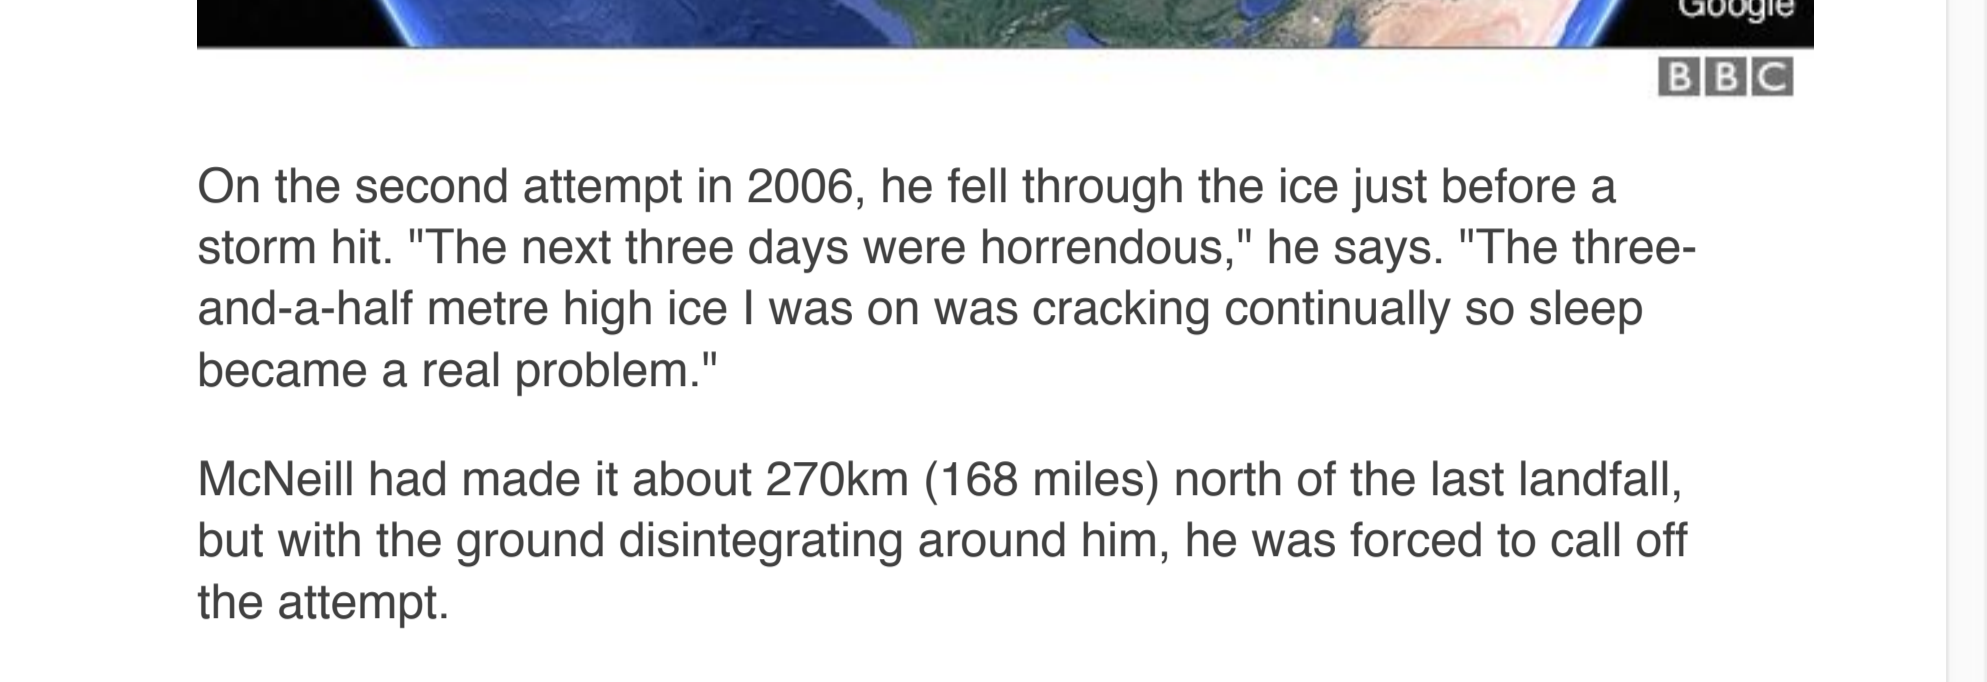 Google
BBC
On the second attempt in 2006, he fell through the ice just before a
storm hit. "The next three days were horrendous," he says. "The three-
and-a-half metre high ice I was on was cracking continually so sleep
became a real problem."
McNeill had made it about 270km (168 miles) north of the last landfall,
but with the ground disintegrating around him, he was forced to call off
the attempt.